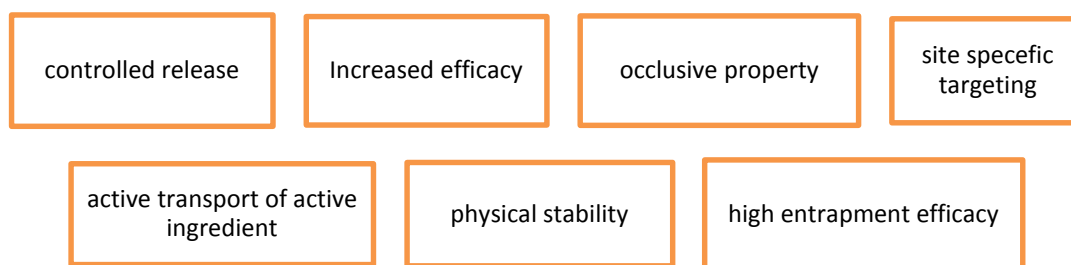 controlled release
Increased efficacy
occlusive property
site specefic
targeting
active transport of active
ingredient
physical stability
high entrapment efficacy